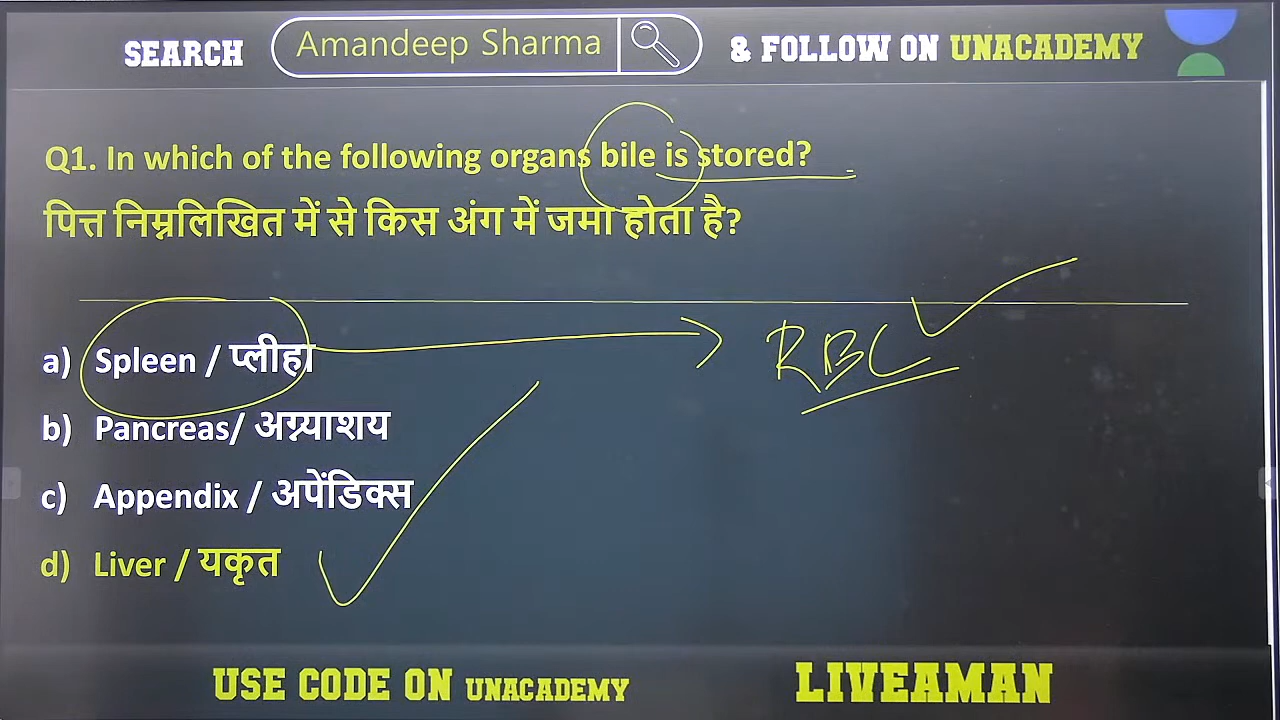 SEARCH Amandeep Sharma & FOLLOW ON UNACADEMY
Q1. In which of the following organs bile is stored?
पित्त निम्नलिखित में से किस अंग में जमा होता है?
a) Spleen / प्लीहा
RBC
b) Pancreas/ अग्न्याशय
c) Appendix / अपेंडिक्स
d) Liver / यकृत
USE CODE ON UNACADEMY LIVEAMAN